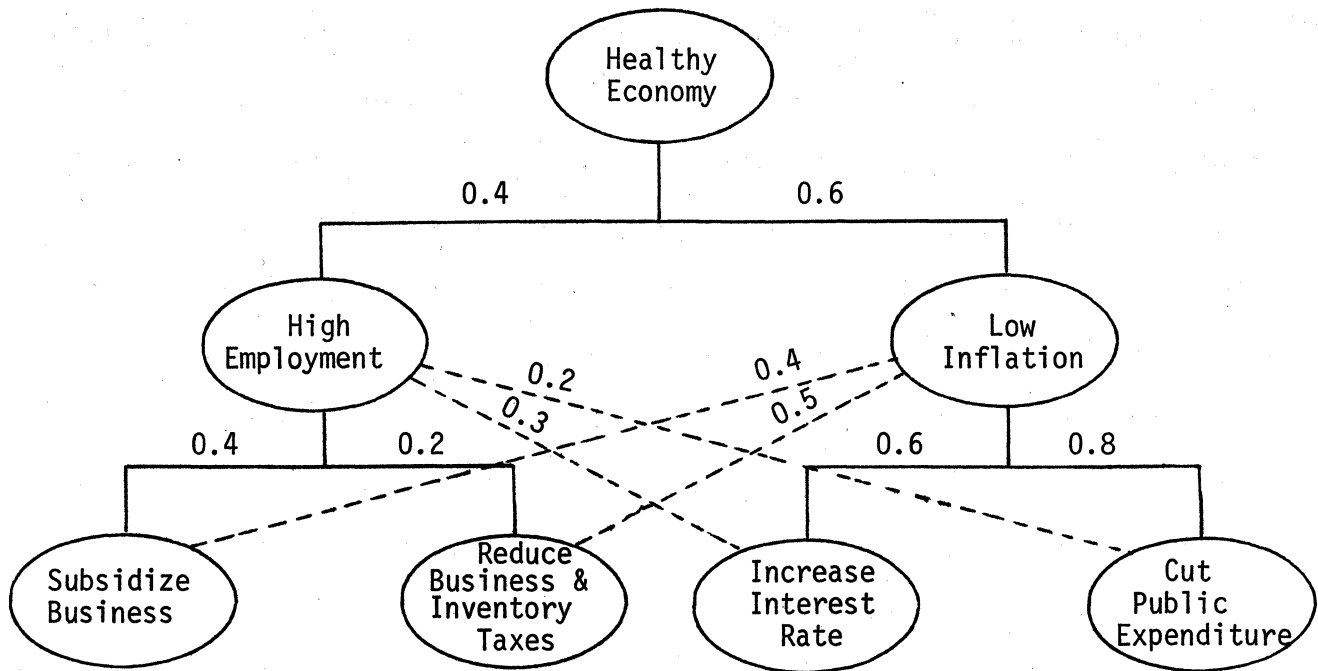 Healthy
Economy
0.4
0.6
High
Employment
Low
Inflation
0.2
0.4
0.3
0.5
0.4
0.2
0.6
0.8
Subsidize
Business
Reduce
Business &
Inventory
Taxes
Increase
Interest
Rate
Cut
Public
Expenditure